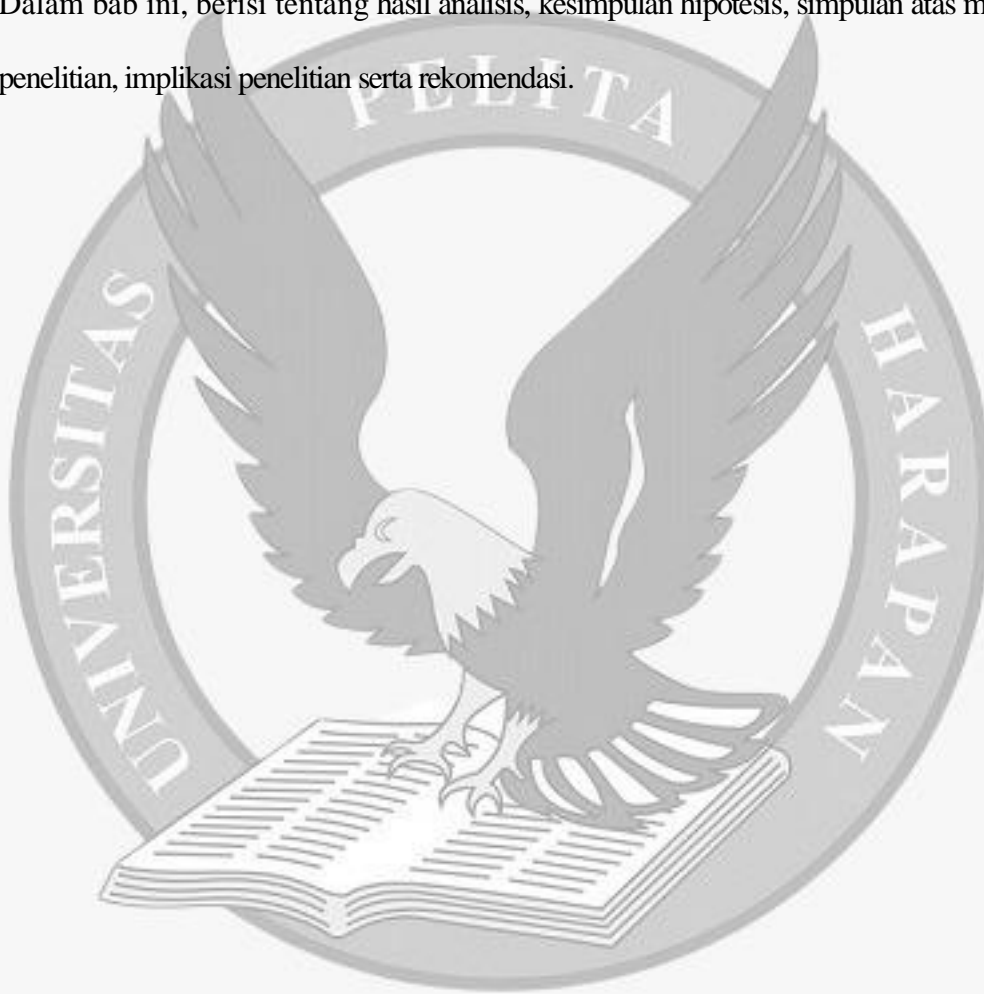 Dalam bab ini, berisi tentang hasil analisis, kesimpulan hipotesis, simpulan atas
penelitian, implikasi penelitian serta rekomendasi.
UNIVERSITAS PELITA HARAPAN